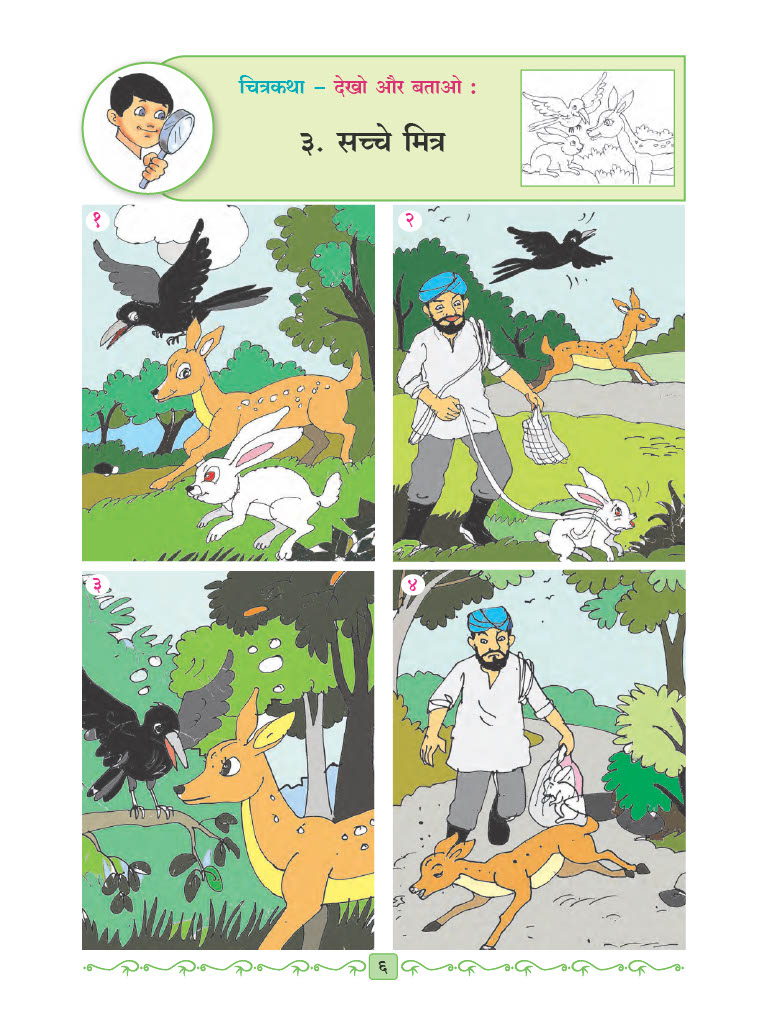 चित्रकथा – देखो और बताओ :
३. सच्चे मित्र
१
२
३
४
६